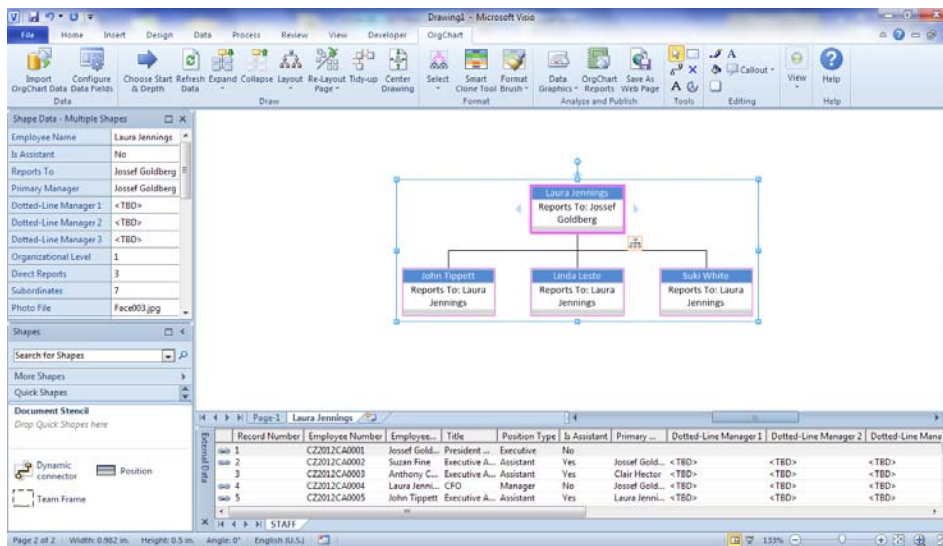 Drawing1 - Microsoft Visio
File Home Insert Design Data Process Review View Developer OrgChart
Import OrgChart Data
Configure Data Fields
Choose Start & Depth
Refresh Data
Expand
Collapse
Layout
Re-Layout Page
Tidy-up
Center Drawing
Select
Smart Clone Tool
Format Brush
Data Graphics
OrgChart Reports
Save As Web Page
A
A
Callout
View
Help
Data Draw Format Analyze and Publish Tools Editing Help
Shape Data - Multiple Shapes
Employee Name Laura Jennings
Is Assistant No
Reports To Jossef Goldberg
Primary Manager Jossef Goldberg
Dotted-Line Manager 1 <TBD>
Dotted-Line Manager 2 <TBD>
Dotted-Line Manager 3 <TBD>
Organizational Level 1
Direct Reports 3
Subordinates 7
Photo File Face003.jpg
Shapes
Search for Shapes
More Shapes
Quick Shapes
Document Stencil
Drop Quick Shapes here
Dynamic connector
Position
Team Frame
Laura Jennings
Reports To: Jossef
Goldberg
John Tippett
Reports To: Laura
Jennings
Linda Leste
Reports To: Laura
Jennings
Suki White
Reports To: Laura
Jennings
Page-1 Laura Jennings
External Data
Record Number Employee Number Employee... Title Position Type Is Assistant Primary ... Dotted-Line Manager 1 Dotted-Line Manager 2 Dotted-Line Mana
1 CZ2012CA0001 Jossef Gold... President ... Executive No
2 CZ2012CA0002 Suzan Fine Executive A... Assistant Yes Jossef Gold... <TBD> <TBD> <TBD>
3 CZ2012CA0003 Anthony C... Executive A... Assistant Yes Clair Hector <TBD> <TBD> <TBD>
4 CZ2012CA0004 Laura Jenni... CFO Manager No Jossef Gold... <TBD> <TBD> <TBD>
5 CZ2012CA0005 John Tippett Executive A... Assistant Yes Laura Jenni... <TBD> <TBD> <TBD>
STAFF
Page 2 of 2 Width: 0.982 in. Height: 0.5 in. Angle: 0° English (U.S.) 153%